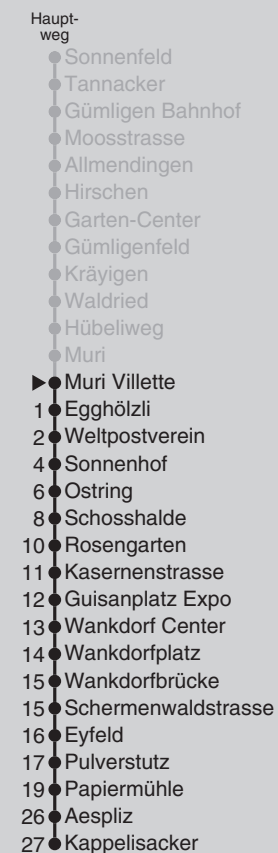 Haupt-
weg
Sonnenfeld
Tannacker
Gümligen Bahnhof
Moosstrasse
Allmendingen
Hirschen
Garten-Center
Gümligenfeld
Kräyigen
Waldried
Hübeliweg
Muri
Muri Villette
1 Egghölzli
2 Weltpostverein
4 Sonnenhof
6 Ostring
8 Schosshalde
10 Rosengarten
11 Kasernenstrasse
12 Guisanplatz Expo
13 Wankdorf Center
14 Wankdorfplatz
15 Wankdorfbrücke
15 Schermenwaldstrasse
16 Eyfeld
17 Pulverstutz
19 Papiermühle
26 Aespliz
27 Kappelisacker